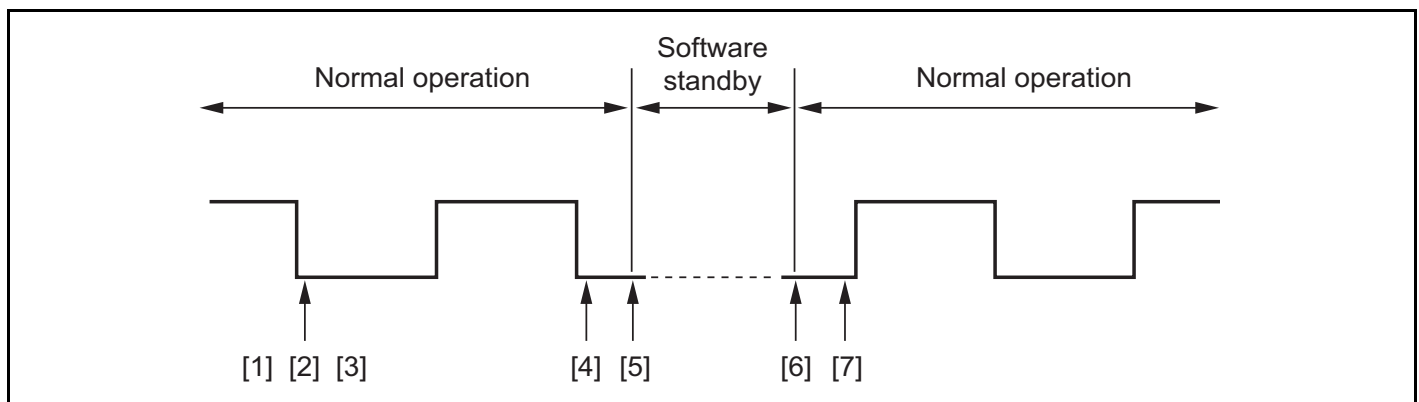 Software
standby
Normal operation
Normal operation
[1] [2] [3] [4] [5] [6] [7]